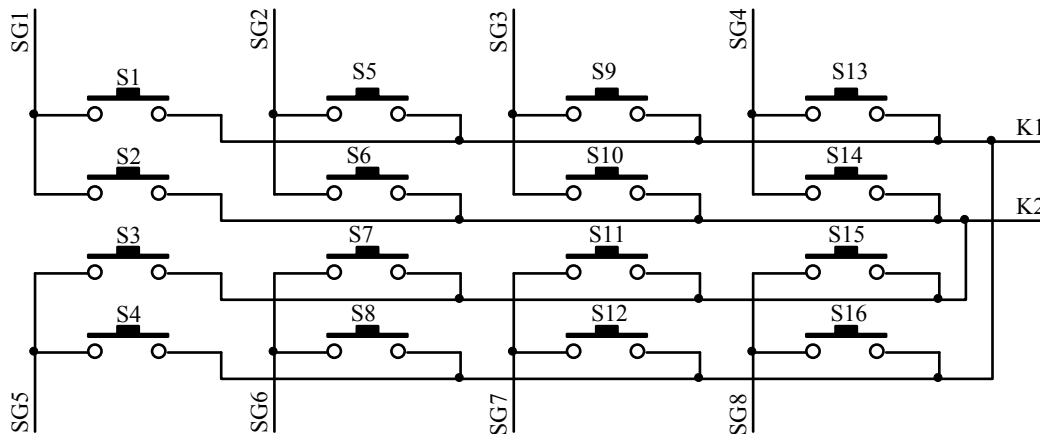 SG1 SG2 SG3 SG4
S1 S5 S9 S13
K1
S2 S6 S10 S14
K2
S3 S7 S11 S15
S4 S8 S12 S16
SG5 SG6 SG7 SG8